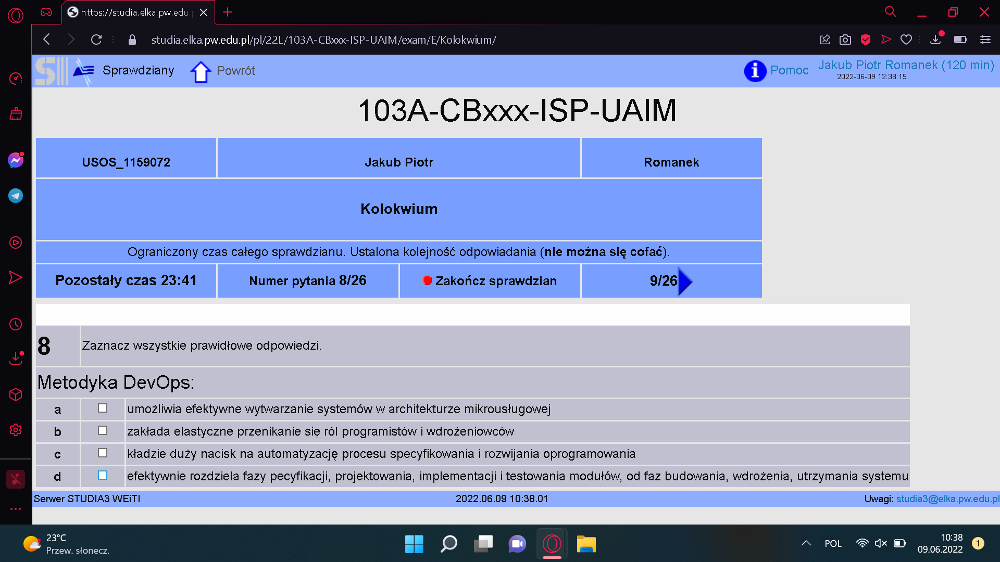 https://studia.elka.pw.edu.
studia.elka.pw.edu.pl/pl/22L/103A-CBxxx-ISP-UAIM/exam/E/Kolokwium/
Sprawdziany
Powrót
Pomoc
Jakub Piotr Romanek (120 min)
2022-06-09 12:38:19
103A-CBxxx-ISP-UAIM
USOS_1159072
Jakub Piotr
Romanek
Kolokwium
Ograniczony czas całego sprawdzianu. Ustalona kolejność odpowiadania (nie można się cofać).
Pozostały czas 23:41
Numer pytania 8/26
Zakończ sprawdzian
9/26
8
Zaznacz wszystkie prawidłowe odpowiedzi.
Metodyka DevOps:
a umożliwia efektywne wytwarzanie systemów w architekturze mikrousługowej
b zakłada elastyczne przenikanie się ról programistów i wdrożeniowców
c kładzie duży nacisk na automatyzację procesu specyfikowania i rozwijania oprogramowania
d efektywnie rozdziela fazy pecyfikacji, projektowania, implementacji i testowania modułów, od faz budowania, wdrożenia, utrzymania systemu
Serwer STUDIA3 WEiTI
2022.06.09 10:38.01
Uwagi: studia3@elka.pw.edu.pl
23°C
Przew. słonecz.
POL
10:38
09.06.2022
1